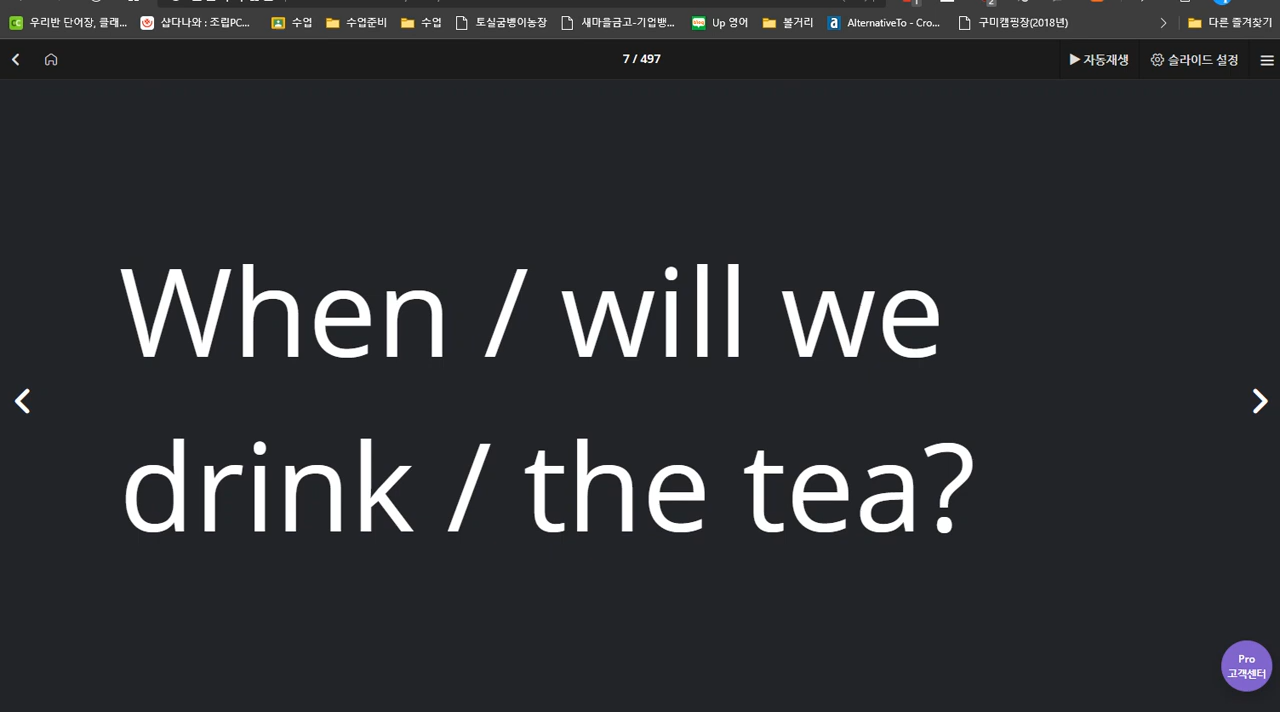 우리반 단어장, 클래... 샵다나와 : 조립PC... 수업 수업준비 수업 토실굼뱅이농장 새마을금고-기업뱅... Up 영어 볼거리 AlternativeTo - Cro... 구미캠핑장(2018년) 다른 즐겨찾기
7 / 497 자동재생 슬라이드 설정
When / will we
drink / the tea?
Pro
고객센터